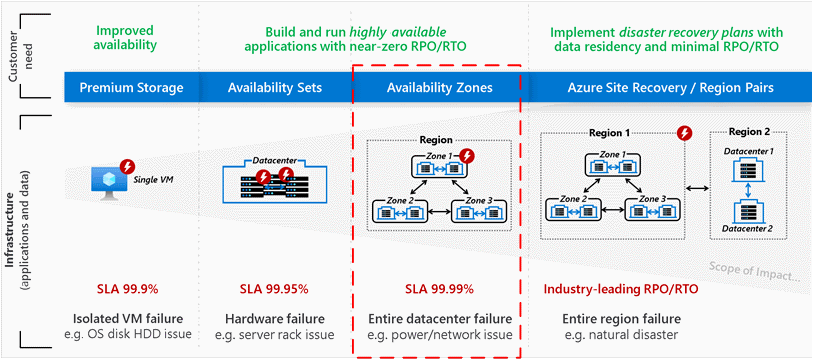 Customer
need
Improved
availability
Build and run highly available
applications with near-zero RPO/RTO
Implement disaster recovery plans with
data residency and minimal RPO/RTO
Premium Storage
Availability Sets
Availability Zones
Azure Site Recovery / Region Pairs
Infrastructure
(applications and data)
Single VM
Datacenter
Region
Zone 1
Zone 2
Zone 3
Region 1
Zone 1
Zone 2
Zone 3
Region 2
Datacenter 1
Datacenter 2
Scope of Impact...
SLA 99.9%
Isolated VM failure
e.g. OS disk HDD issue
SLA 99.95%
Hardware failure
e.g. server rack issue
SLA 99.99%
Entire datacenter failure
e.g. power/network issue
Industry-leading RPO/RTO
Entire region failure
e.g. natural disaster